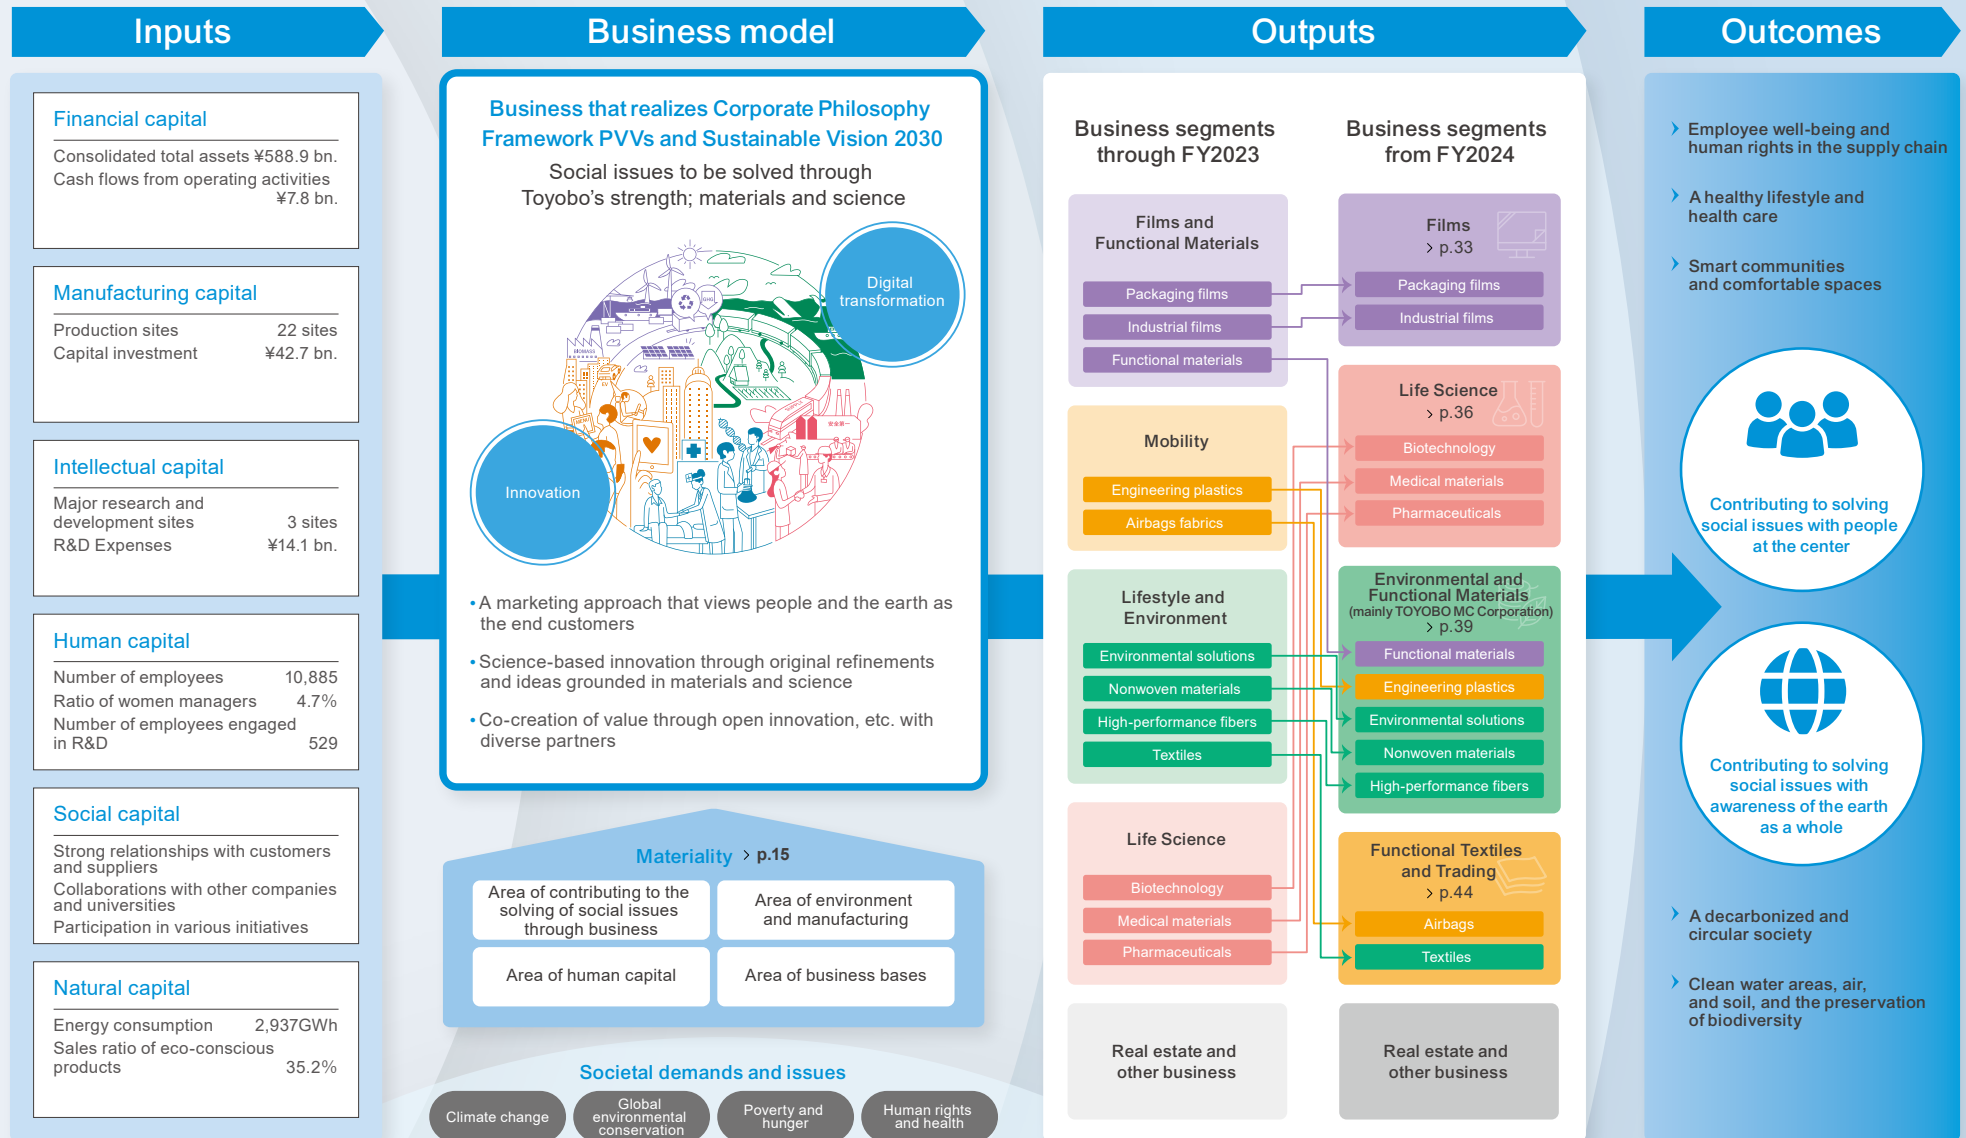 Inputs
Financial capital
Consolidated total assets ¥588.9 bn.
Cash flows from operating activities
¥7.8 bn.
Manufacturing capital
Production sites 22 sites
Capital investment ¥42.7 bn.
Intellectual capital
Major research and
development sites 3 sites
R&D Expenses ¥14.1 bn.
Human capital
Number of employees 10,885
Ratio of women managers 4.7%
Number of employees engaged
in R&D 529
Social capital
Strong relationships with customers
and suppliers
Collaborations with other companies
and universities
Participation in various initiatives
Natural capital
Energy consumption 2,937GWh
Sales ratio of eco-conscious
products 35.2%
Business model
Business that realizes Corporate Philosophy
Framework PVVs and Sustainable Vision 2030
Social issues to be solved through
Toyobo's strength; materials and science
Digital
transformation
GHG
BIOMASS
EV
MENU
安全第一
Innovation
•A marketing approach that views people and the earth as
the end customers
•Science-based innovation through original refinements
and ideas grounded in materials and science
•Co-creation of value through open innovation, etc. with
diverse partners
Materiality > p.15
Area of contributing to the
solving of social issues
through business
Area of environment
and manufacturing
Area of human capital
Area of business bases
Societal demands and issues
Climate change
Global
environmental
conservation
Poverty and
hunger
Human rights
and health
Outputs
Business segments
through FY2023
Films and
Functional Materials
Packaging films
Industrial films
Functional materials
Mobility
Engineering plastics
Airbags fabrics
Lifestyle and
Environment
Environmental solutions
Nonwoven materials
High-performance fibers
Textiles
Life Science
Biotechnology
Medical materials
Pharmaceuticals
Real estate and
other business
Business segments
from FY2024
Films
> p.33
Packaging films
Industrial films
Life Science
> p.36
Biotechnology
Medical materials
Pharmaceuticals
Environmental and
Functional Materials
(mainly TOYOBO MC Corporation)
> p.39
Functional materials
Engineering plastics
Environmental solutions
Nonwoven materials
High-performance fibers
Functional Textiles
and Trading
> p.44
Airbags
Textiles
Real estate and
other business
Outcomes
Employee well-being and
human rights in the supply chain
A healthy lifestyle and
health care
Smart communities
and comfortable spaces
Contributing to solving
social issues with people
at the center
Contributing to solving
social issues with
awareness of the earth
as a whole
A decarbonized and
circular society
Clean water areas, air,
and soil, and the preservation
of biodiversity